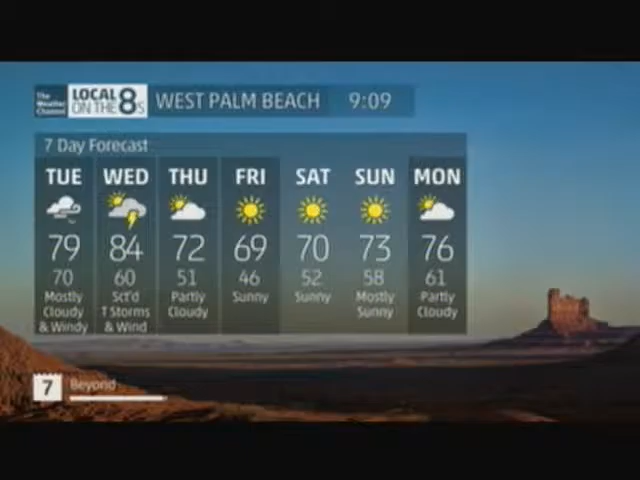 The Weather Channel
LOCAL ON THE 8s
WEST PALM BEACH 9:09
7 Day Forecast
TUE WED THU FRI SAT SUN MON
79 84 72 69 70 73 76
70 60 51 46 52 58 61
Mostly Cloudy & Windy
Sct'd T Storms & Wind
Partly Cloudy
Sunny
Sunny
Mostly Sunny
Partly Cloudy
7 Beyond